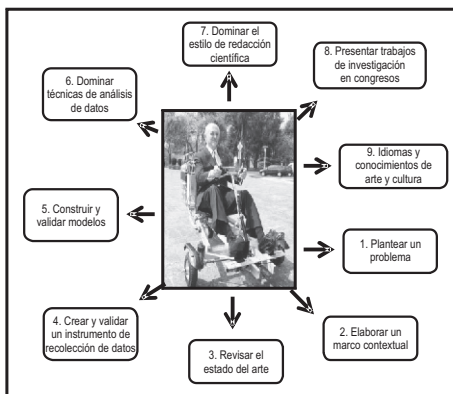 7. Dominar el
estilo de redacción
científica
8. Presentar trabajos
de investigación
en congresos
6. Dominar
técnicas de análisis
de datos
9. Idiomas y
conocimientos de
arte y cultura
5. Construir y
validar modelos
1. Plantear un
problema
4. Crear y validar
un instrumento de
recolección de datos
3. Revisar el
estado del arte
2. Elaborar un
marco contextual